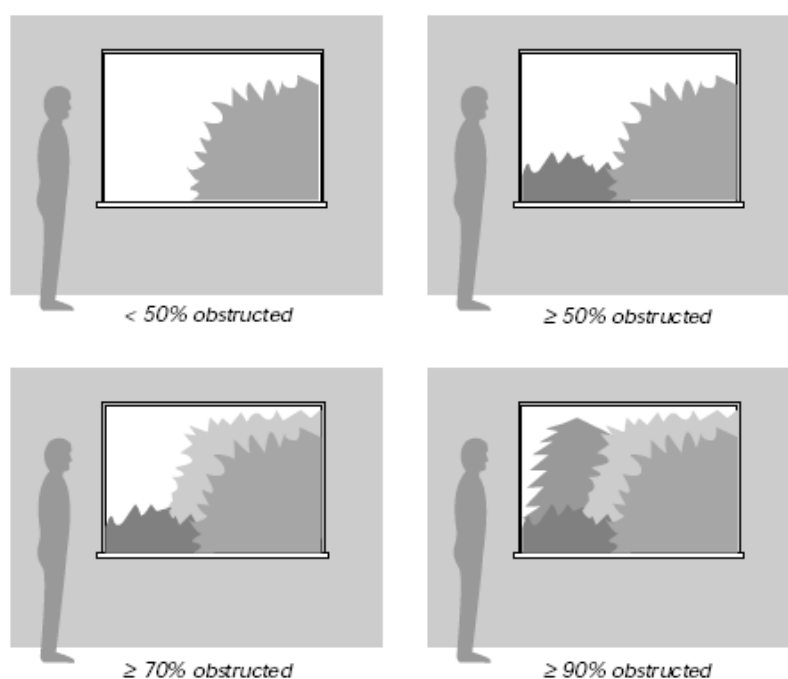 < 50% obstructed
≥ 50% obstructed
≥ 70% obstructed
≥ 90% obstructed